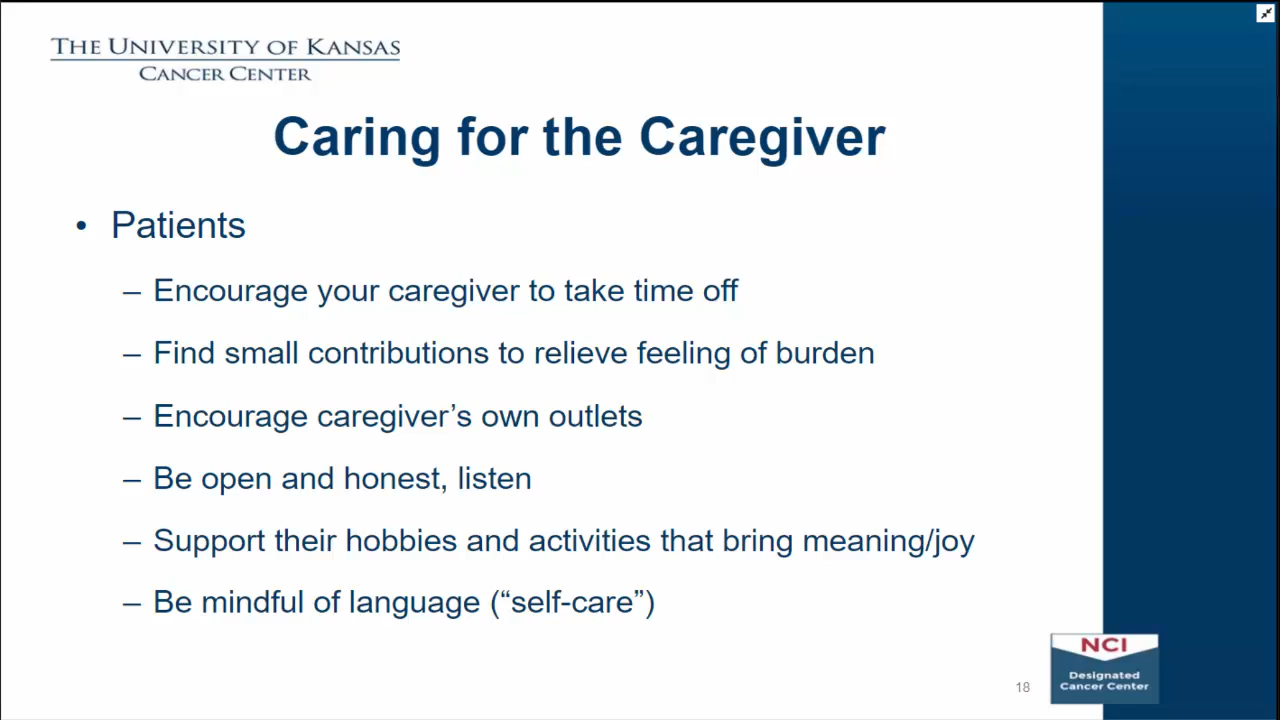 THE UNIVERSITY OF KANSAS
CANCER CENTER
Caring for the Caregiver
• Patients
– Encourage your caregiver to take time off
– Find small contributions to relieve feeling of burden
– Encourage caregiver’s own outlets
– Be open and honest, listen
– Support their hobbies and activities that bring meaning/joy
– Be mindful of language (“self-care”)
NCI
Designated
Cancer Center
18